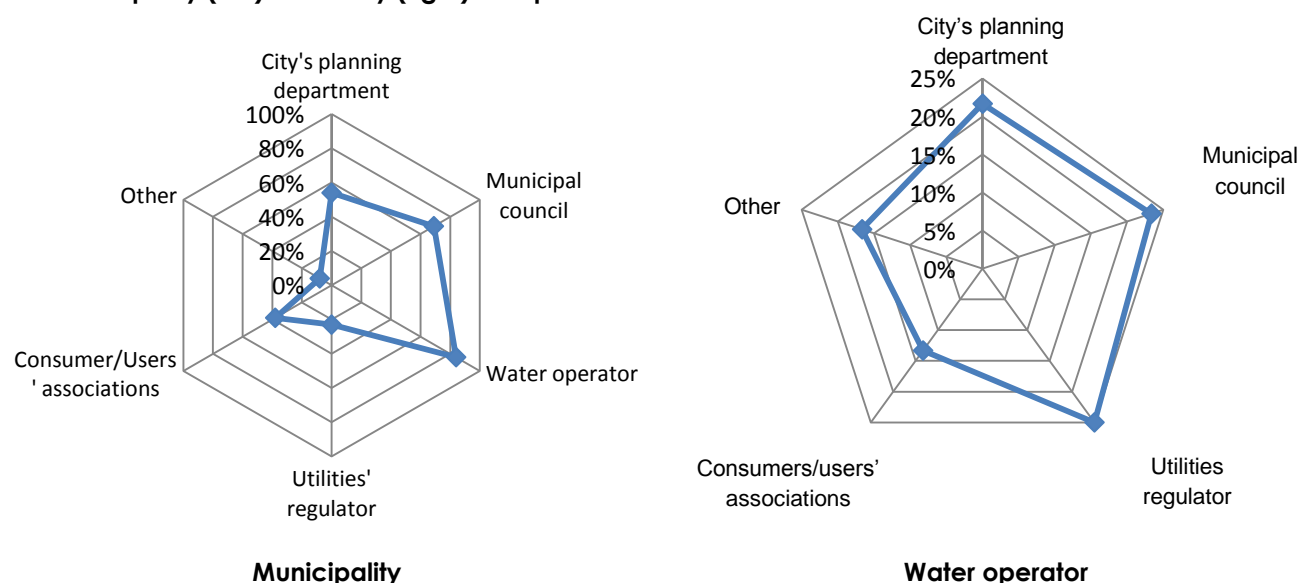 City's planning
department
100%
80%
60%
40%
20%
0%
Municipal
council
Water operator
Utilities'
regulator
Consumer/Users
' associations
Other
Municipality
City’s planning
department
25%
20%
15%
10%
5%
0%
Municipal
council
Utilities
regulator
Consumers/users’
associations
Other
Water operator